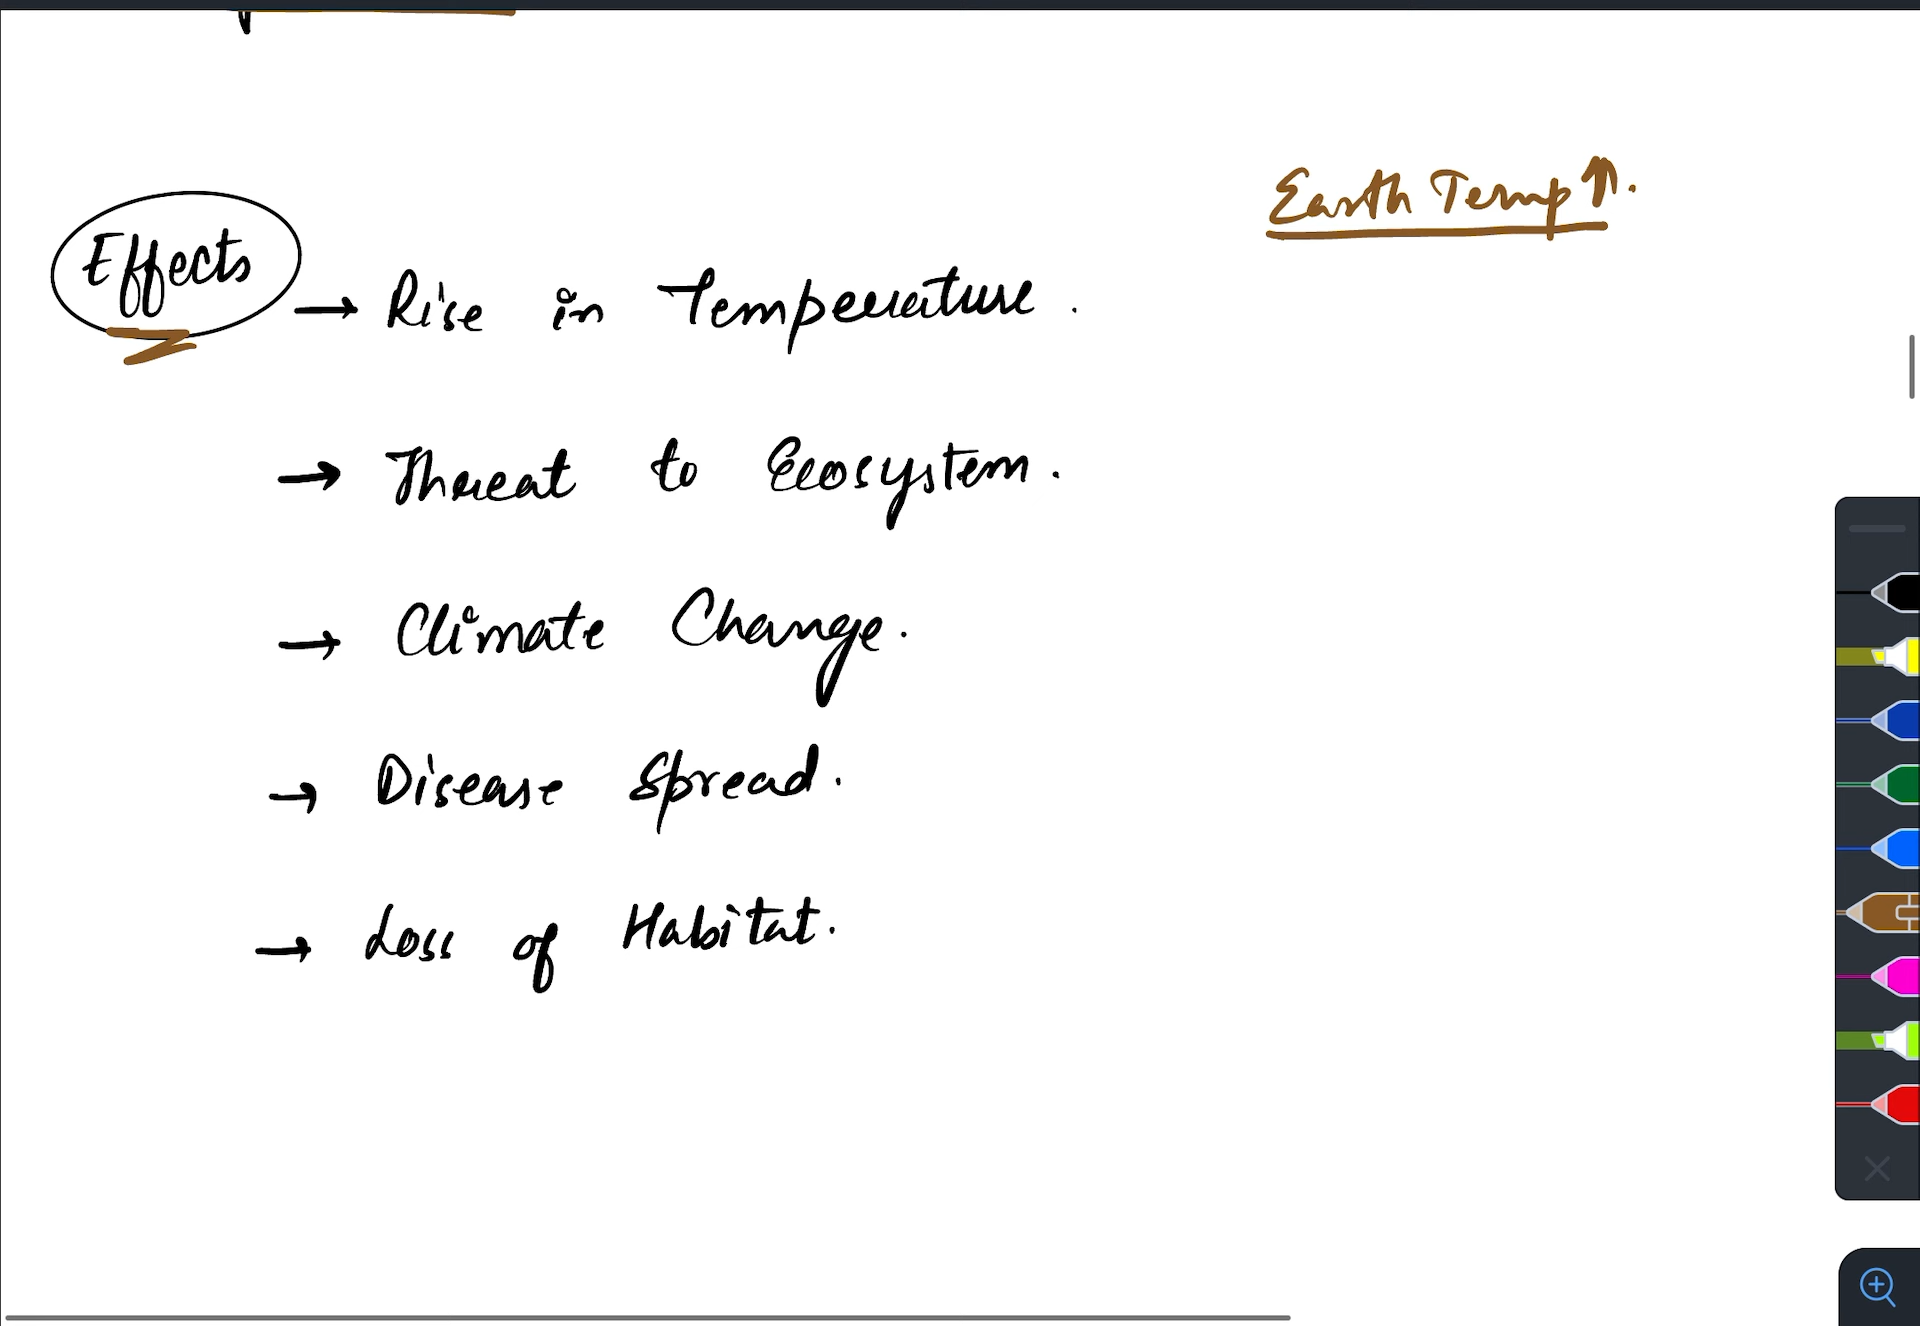 Earth Temp ↑.
Effects → Rise in Temperature.
→ Threat to Ecosystem.
→ Climate Change.
→ Disease Spread.
→ Loss of Habitat.